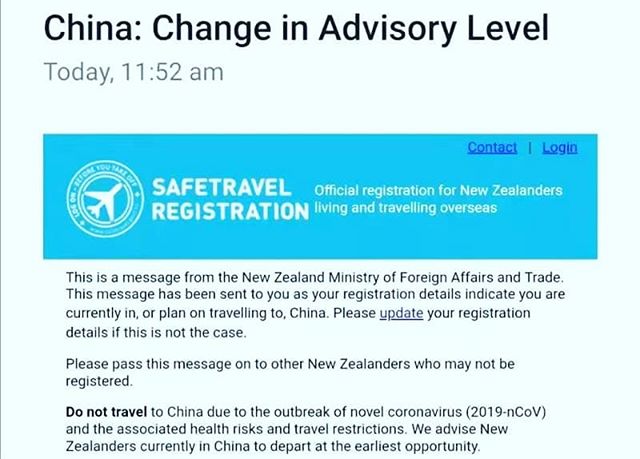 China: Change in Advisory Level
Today, 11:52 am
Contact | Login
LOG ON - BEFORE YOU TAKE OFF
SAFETRAVEL
REGISTRATION
Official registration for New Zealanders
living and travelling overseas
This is a message from the New Zealand Ministry of Foreign Affairs and Trade.
This message has been sent to you as your registration details indicate you are
currently in, or plan on travelling to, China. Please update your registration
details if this is not the case.
Please pass this message on to other New Zealanders who may not be
registered.
Do not travel to China due to the outbreak of novel coronavirus (2019-nCoV)
and the associated health risks and travel restrictions. We advise New
Zealanders currently in China to depart at the earliest opportunity.